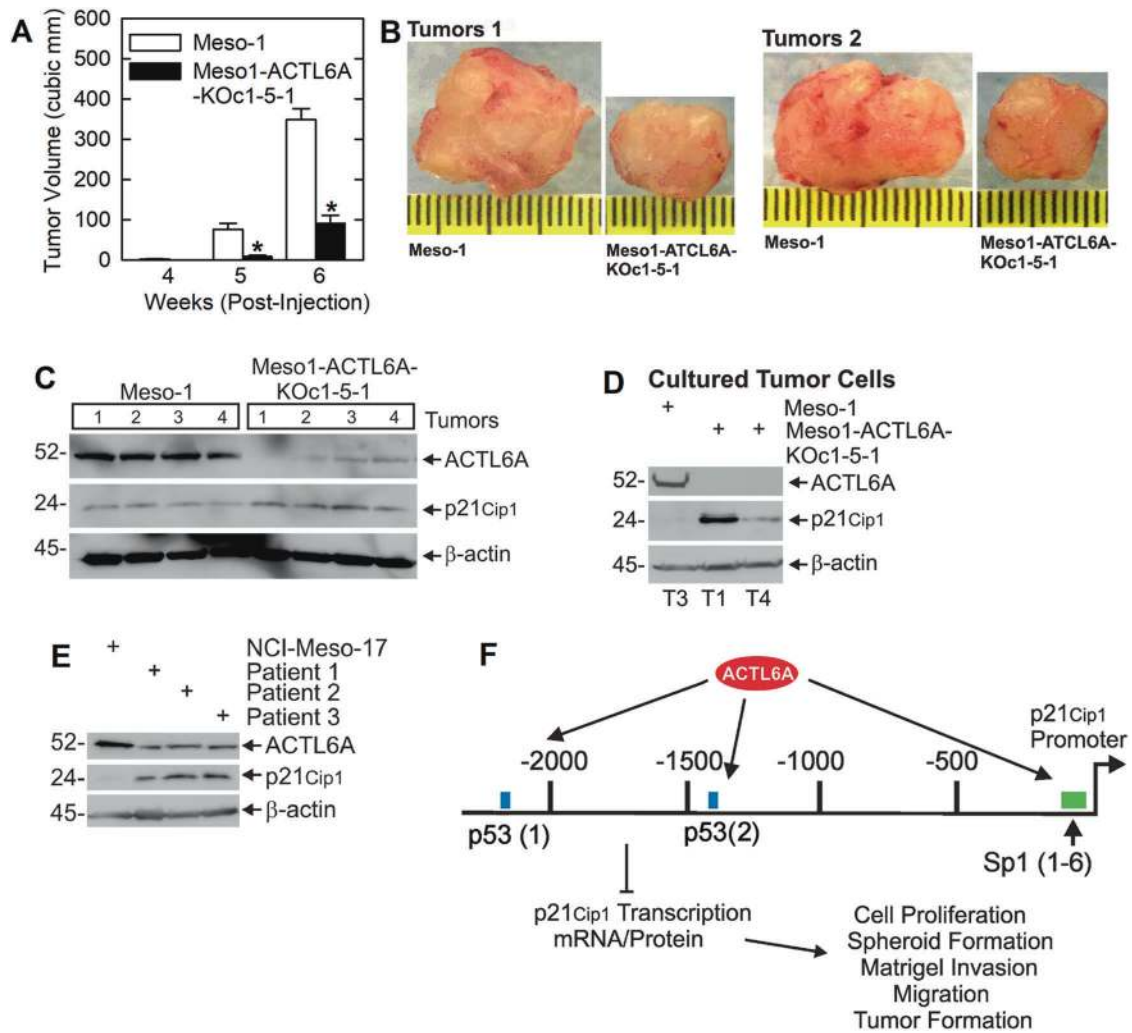 A
600
500
400
300
200
100
0
Tumor Volume (cubic mm)
Meso-1
Meso1-ACTL6A
-KOc1-5-1
*
*
4 5 6
Weeks (Post-Injection)
B
Tumors 1
Meso-1
Meso1-ATCL6A-
KOc1-5-1
Tumors 2
Meso-1
Meso1-ATCL6A-
KOc1-5-1
C
Meso-1
Meso1-ACTL6A-
KOc1-5-1
1 2 3 4 1 2 3 4 Tumors
52- ACTL6A
24- p21Cip1
45- β-actin
D Cultured Tumor Cells
+ Meso-1
+ + Meso1-ACTL6A-
KOc1-5-1
52- ACTL6A
24- p21Cip1
45- β-actin
T3 T1 T4
E
+ NCI-Meso-17
+ Patient 1
+ Patient 2
+ Patient 3
52- ACTL6A
24- p21Cip1
45- β-actin
F
ACTL6A
p21Cip1
Promoter
-2000 -1500 -1000 -500
p53 (1) p53(2)
Sp1 (1-6)
p21Cip1 Transcription
mRNA/Protein
Cell Proliferation
Spheroid Formation
Matrigel Invasion
Migration
Tumor Formation